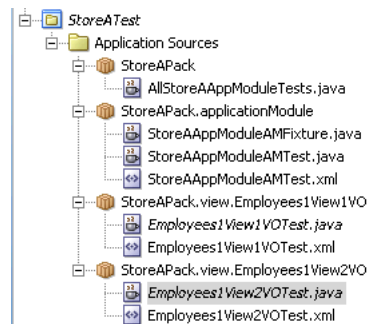 StoreATest
Application Sources
StoreAPack
AllStoreAAppModuleTests.java
StoreAPack.applicationModule
StoreAAppModuleAMFixture.java
StoreAAppModuleAMTest.java
StoreAAppModuleAMTest.xml
StoreAPack.view.Employees1View1VO
Employees1View1VOTest.java
Employees1View1VOTest.xml
StoreAPack.view.Employees1View2VO
Employees1View2VOTest.java
Employees1View2VOTest.xml